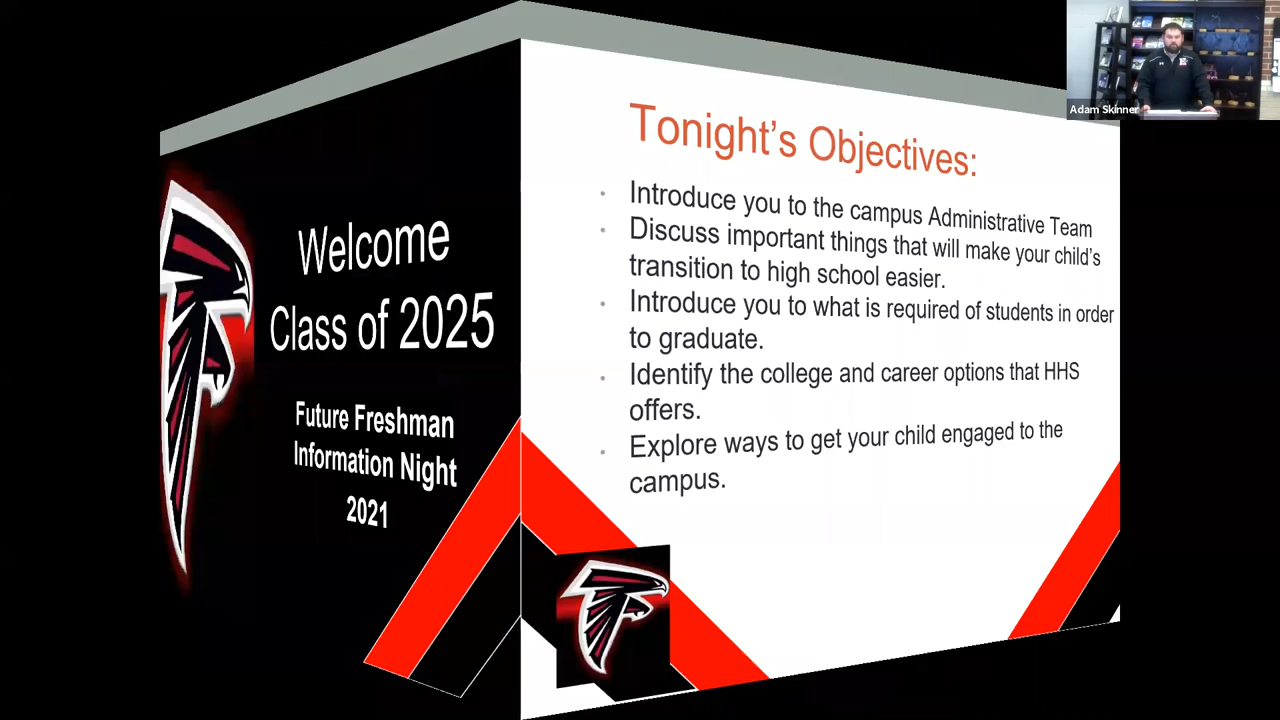 Welcome
Class of 2025
Future Freshman
Information Night
2021
Tonight's Objectives:
Introduce you to the campus Administrative Team
Discuss important things that will make your child's
transition to high school easier.
Introduce you to what is required of students in order
to graduate.
Identify the college and career options that HHS
offers.
Explore ways to get your child engaged to the
campus.
Adam Skinner